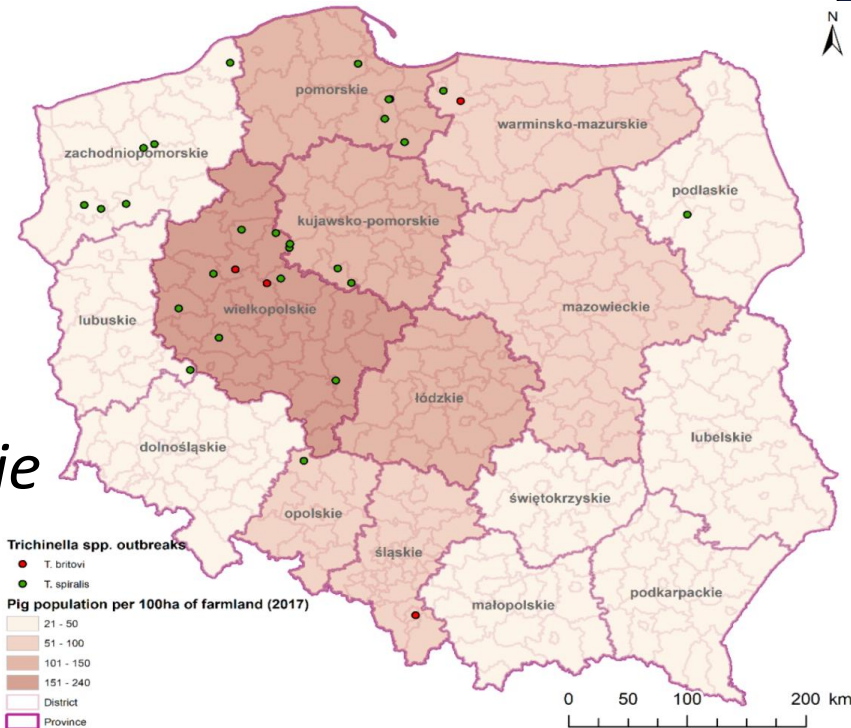 N
pomorskie
warminsko-mazurskie
zachodniopomorskie
podlaskie
kujawsko-pomorskie
mazowieckie
lubuskie
wielkopolskie
łódzkie
lubelskie
dolnośląskie
ie
świętokrzyskie
opolskie
śląskie
małopolskie
podkarpackie
Trichinella spp. outbreaks
T. britovi
T. spiralis
Pig population per 100ha of farmland (2017)
21 - 50
51 - 100
101 - 150
151 - 240
District
Province
0 50 100 200 km